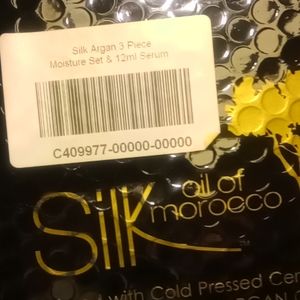 Silk Argan 3 Piece
Moisture Set & 12ml Serum
C409977-00000-00000
Silk oil of
morocco
TM
with Cold Pressed Cer